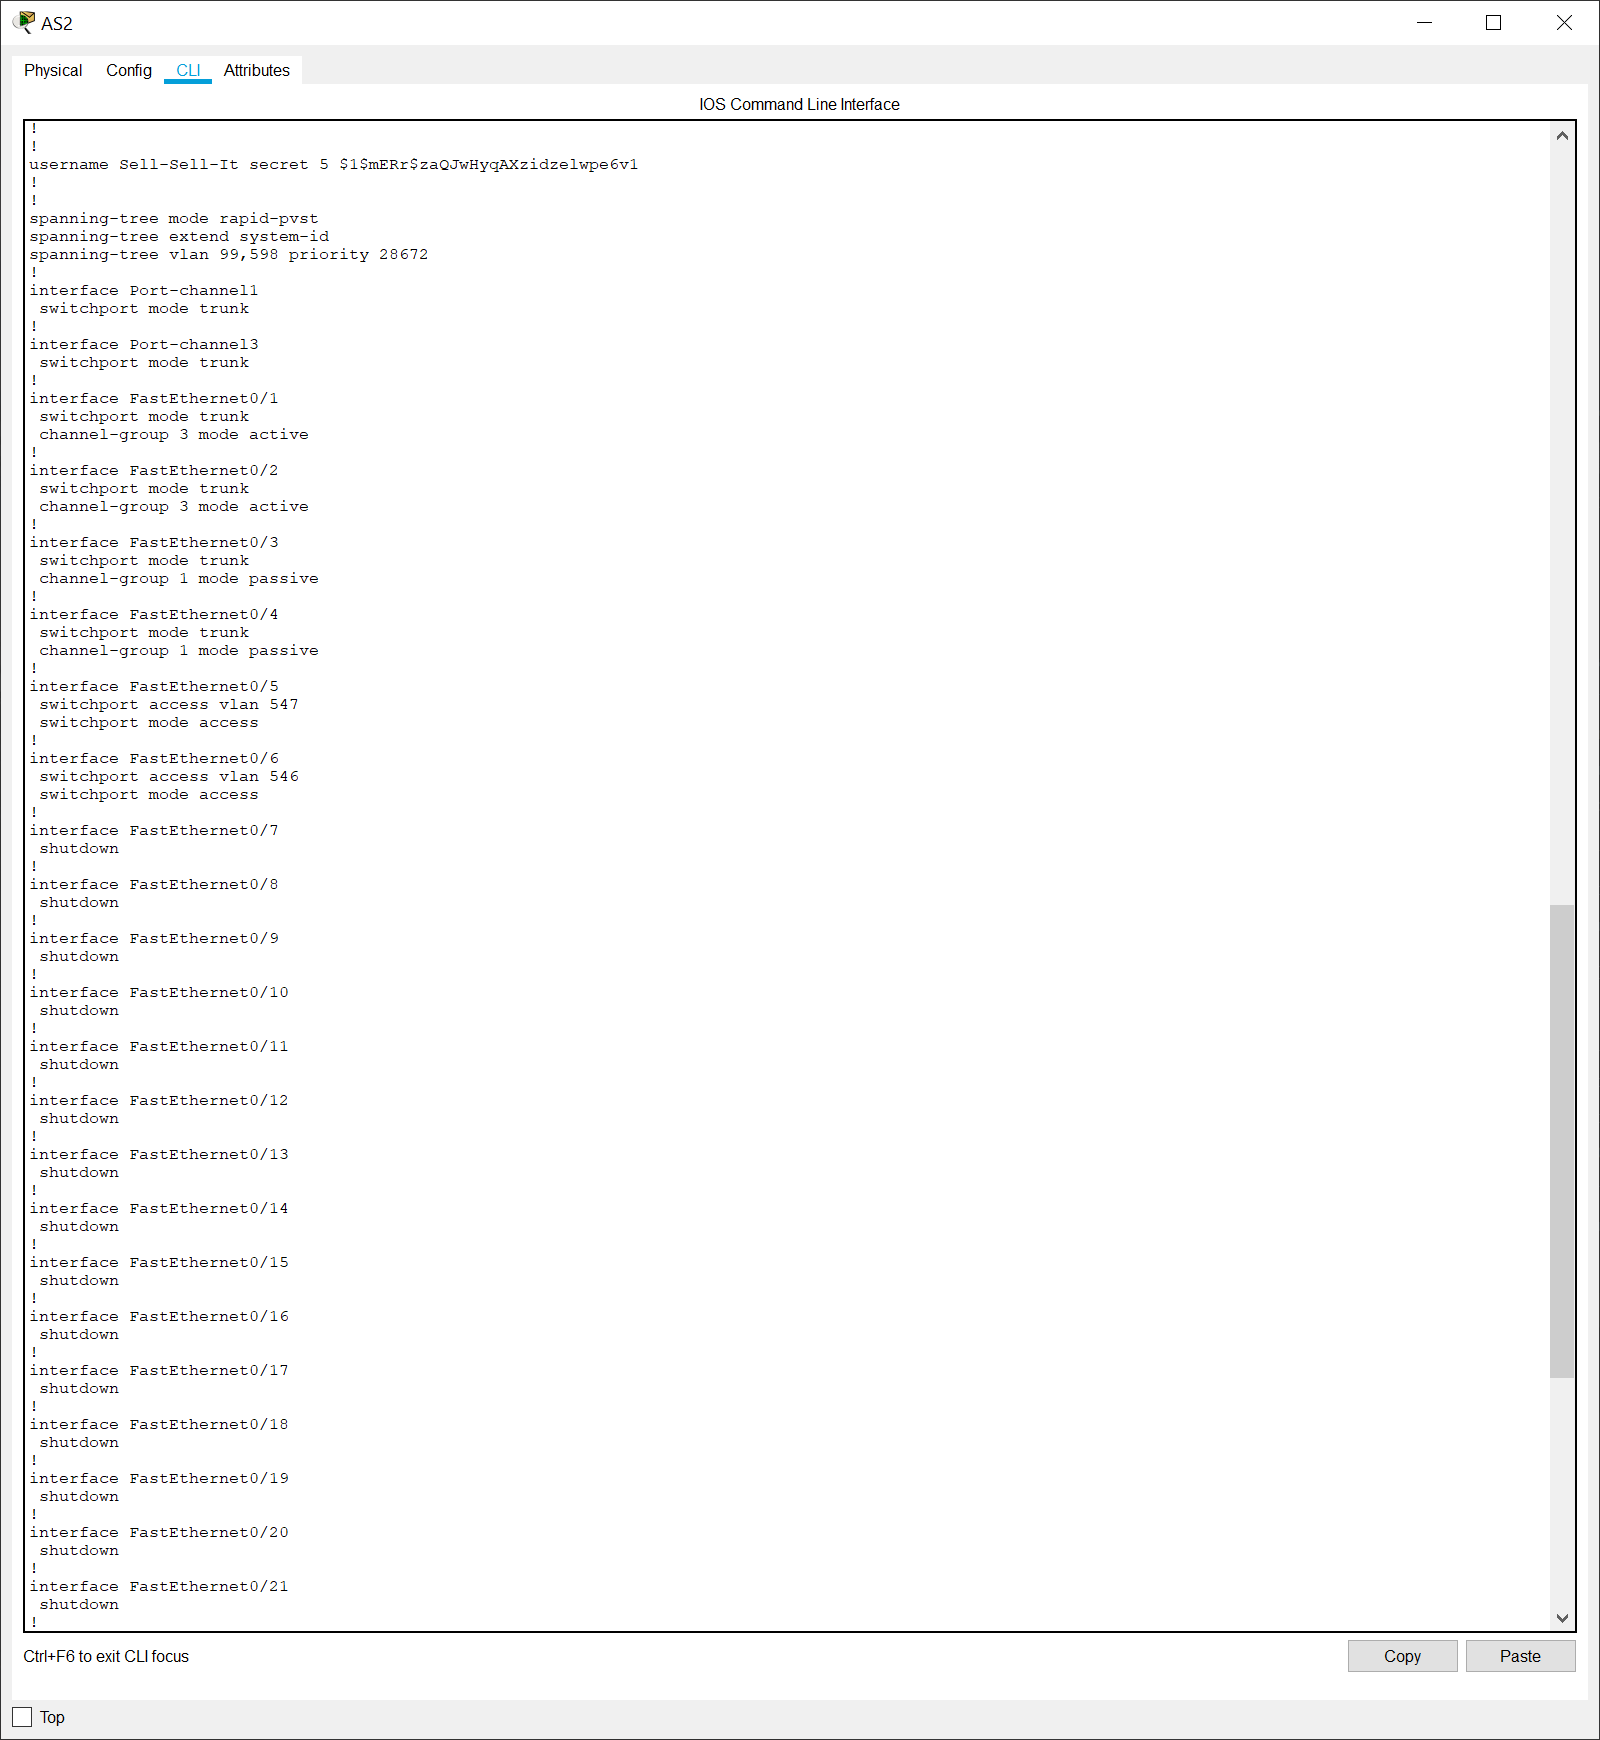 AS2
Physical Config CLI Attributes
IOS Command Line Interface
!
!
username Sell-Sell-It secret 5 $1$mERr$zaQJwHyqAXzidzelwpe6v1
!
!
spanning-tree mode rapid-pvst
spanning-tree extend system-id
spanning-tree vlan 99,598 priority 28672
!
interface Port-channel1
 switchport mode trunk
!
interface Port-channel3
 switchport mode trunk
!
interface FastEthernet0/1
 switchport mode trunk
 channel-group 3 mode active
!
interface FastEthernet0/2
 switchport mode trunk
 channel-group 3 mode active
!
interface FastEthernet0/3
 switchport mode trunk
 channel-group 1 mode passive
!
interface FastEthernet0/4
 switchport mode trunk
 channel-group 1 mode passive
!
interface FastEthernet0/5
 switchport access vlan 547
 switchport mode access
!
interface FastEthernet0/6
 switchport access vlan 546
 switchport mode access
!
interface FastEthernet0/7
 shutdown
!
interface FastEthernet0/8
 shutdown
!
interface FastEthernet0/9
 shutdown
!
interface FastEthernet0/10
 shutdown
!
interface FastEthernet0/11
 shutdown
!
interface FastEthernet0/12
 shutdown
!
interface FastEthernet0/13
 shutdown
!
interface FastEthernet0/14
 shutdown
!
interface FastEthernet0/15
 shutdown
!
interface FastEthernet0/16
 shutdown
!
interface FastEthernet0/17
 shutdown
!
interface FastEthernet0/18
 shutdown
!
interface FastEthernet0/19
 shutdown
!
interface FastEthernet0/20
 shutdown
!
interface FastEthernet0/21
 shutdown
!
Ctrl+F6 to exit CLI focus
Copy Paste
Top